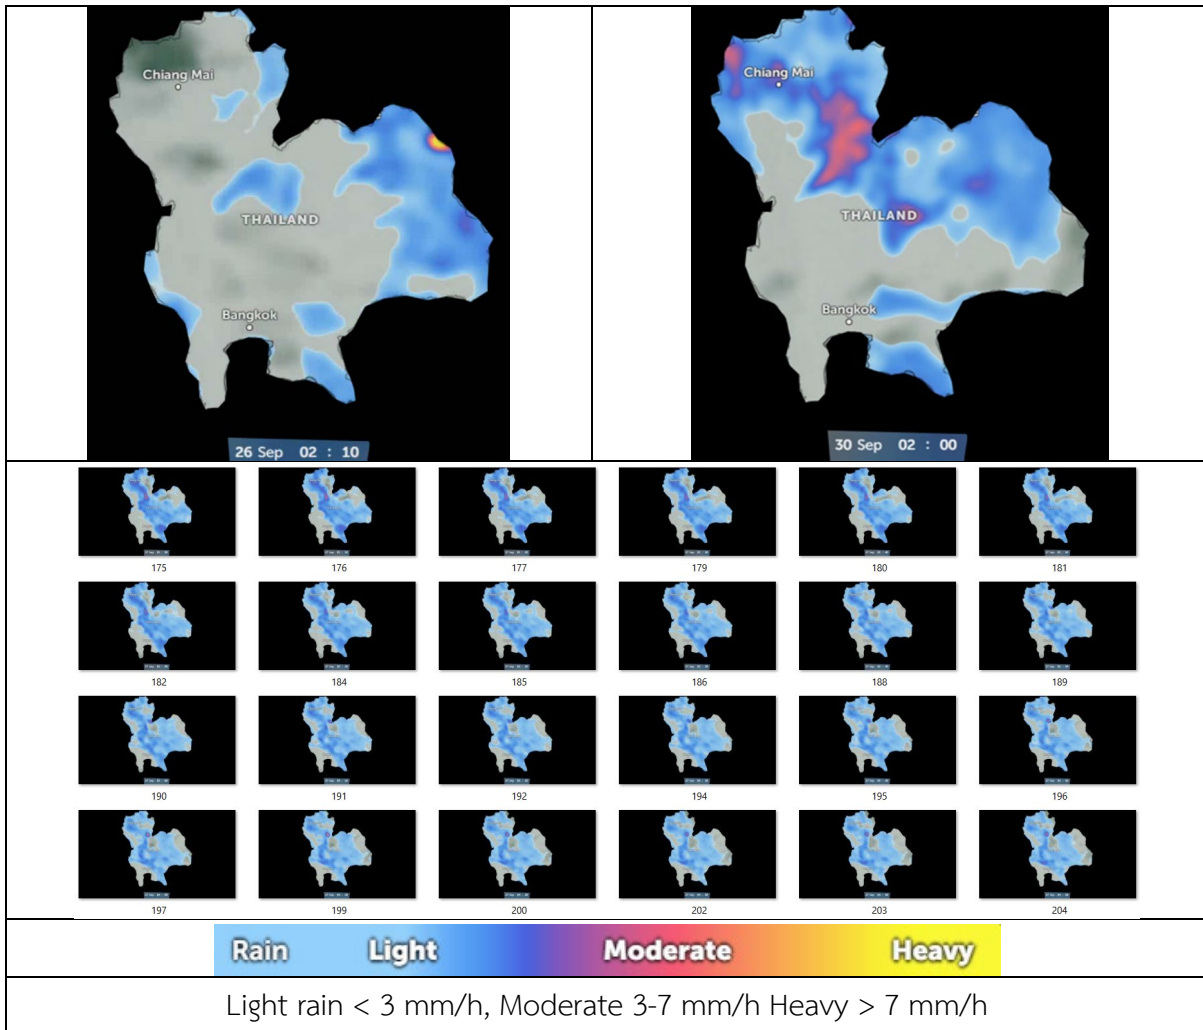 Chiang Mai
THAILAND
Bangkok
26 Sep 02 : 10
Chiang Mai
THAILAND
Bangkok
30 Sep 02 : 00
175 176 177 179 180 181
182 184 185 186 188 189
190 191 192 194 195 196
197 199 200 202 203 204
Rain Light Moderate Heavy
Light rain < 3 mm/h, Moderate 3-7 mm/h Heavy > 7 mm/h